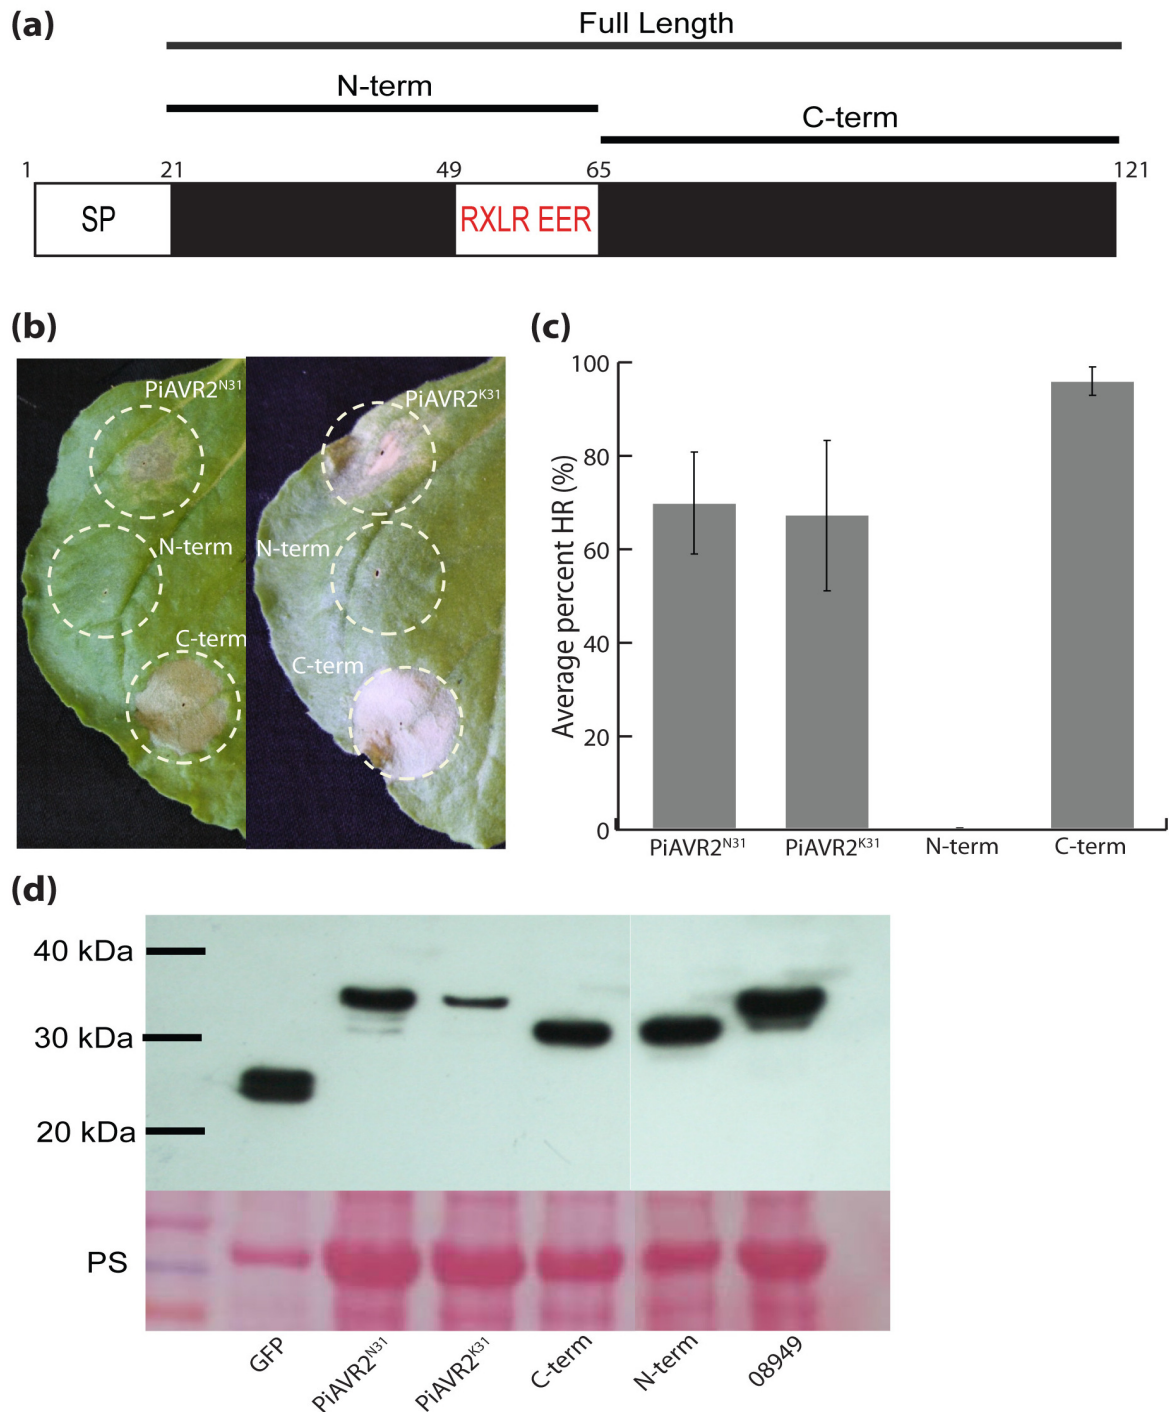 (a)
Full Length
N-term
C-term
1 21 49 65 121
SP RXLR EER
(b)
PiAVR2N31
N-term
C-term
PiAVR2K31
N-term
C-term
(c)
Average percent HR (%)
100
80
60
40
20
0
PiAVR2N31 PiAVR2K31 N-term C-term
(d)
40 kDa
30 kDa
20 kDa
PS
GFP PiAVR2N31 PiAVR2K31 C-term N-term 08949